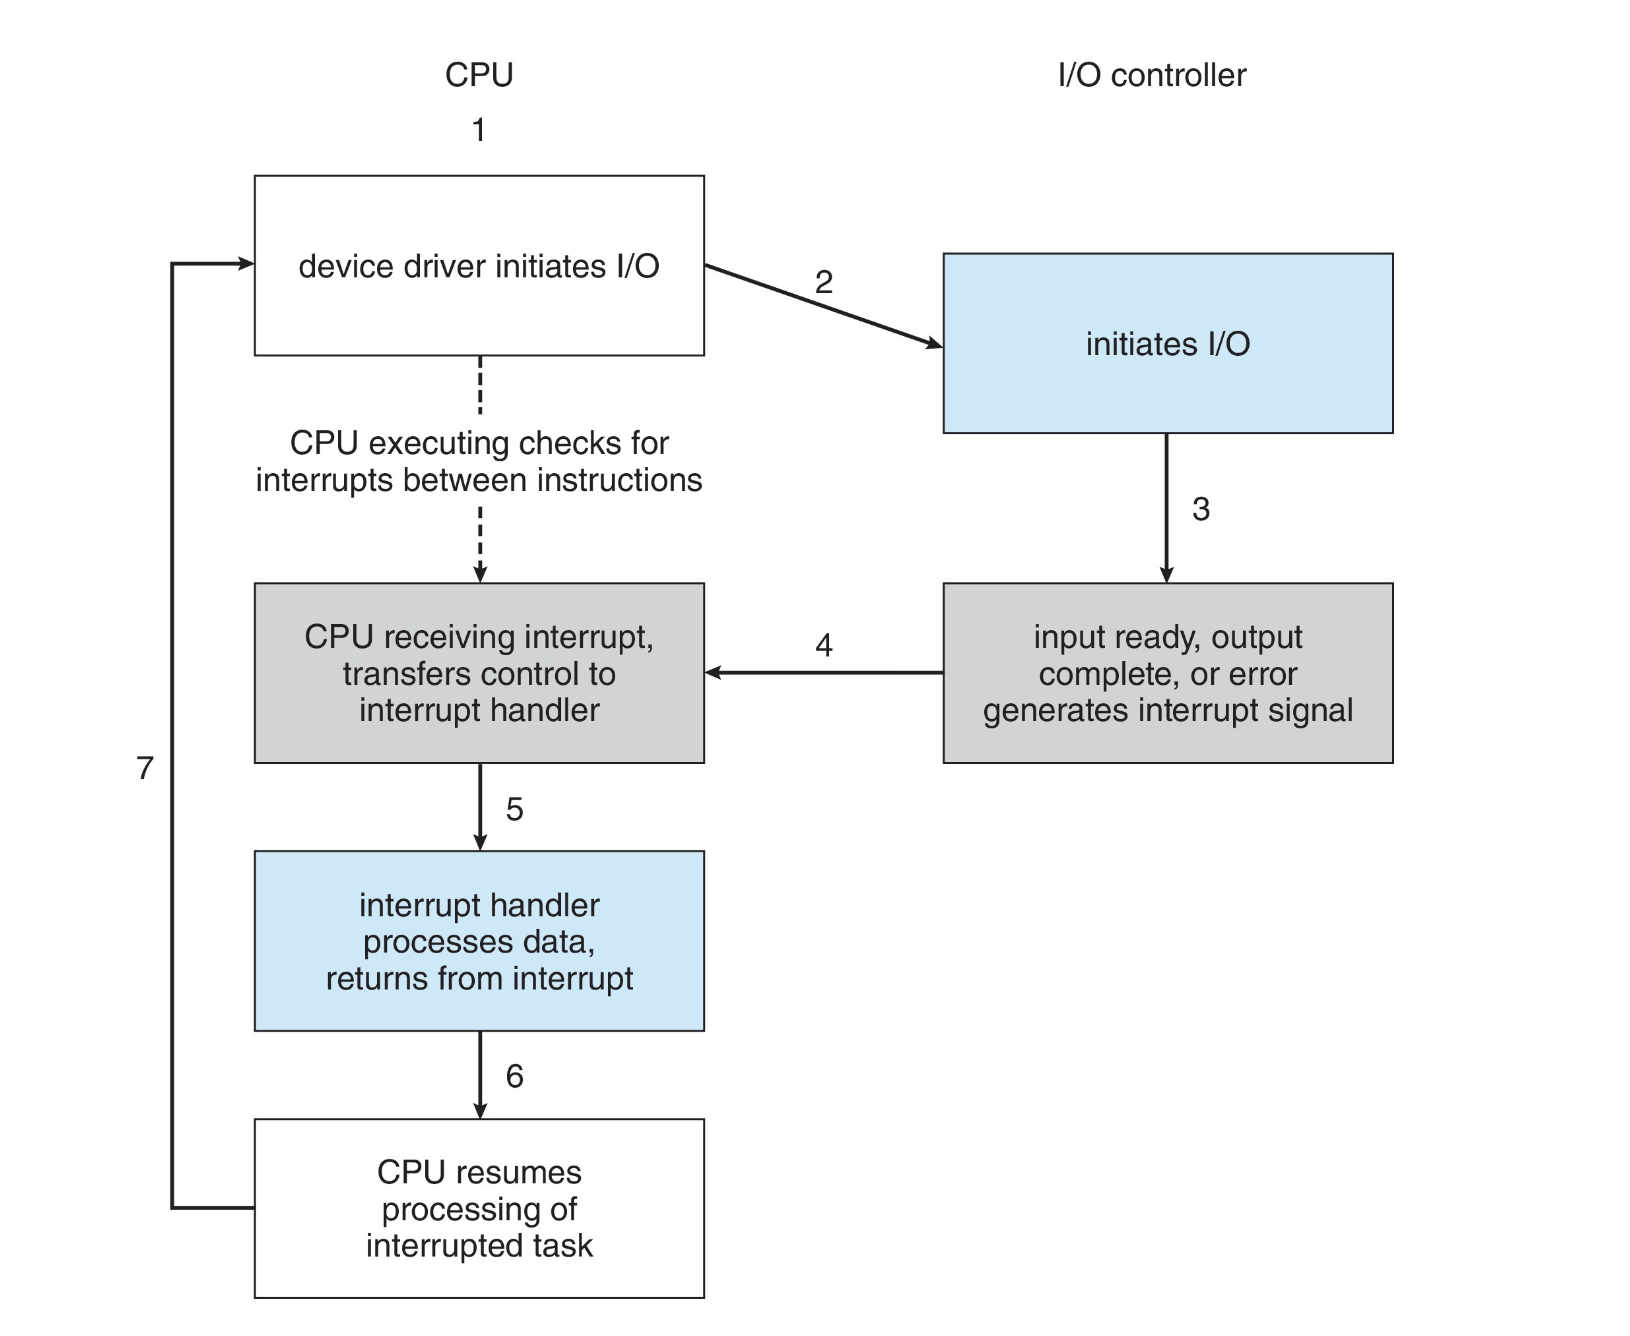 CPU
I/O controller
1
device driver initiates I/O
2
initiates I/O
CPU executing checks for
interrupts between instructions
3
CPU receiving interrupt,
transfers control to
interrupt handler
4
input ready, output
complete, or error
generates interrupt signal
5
interrupt handler
processes data,
returns from interrupt
6
CPU resumes
processing of
interrupted task
7